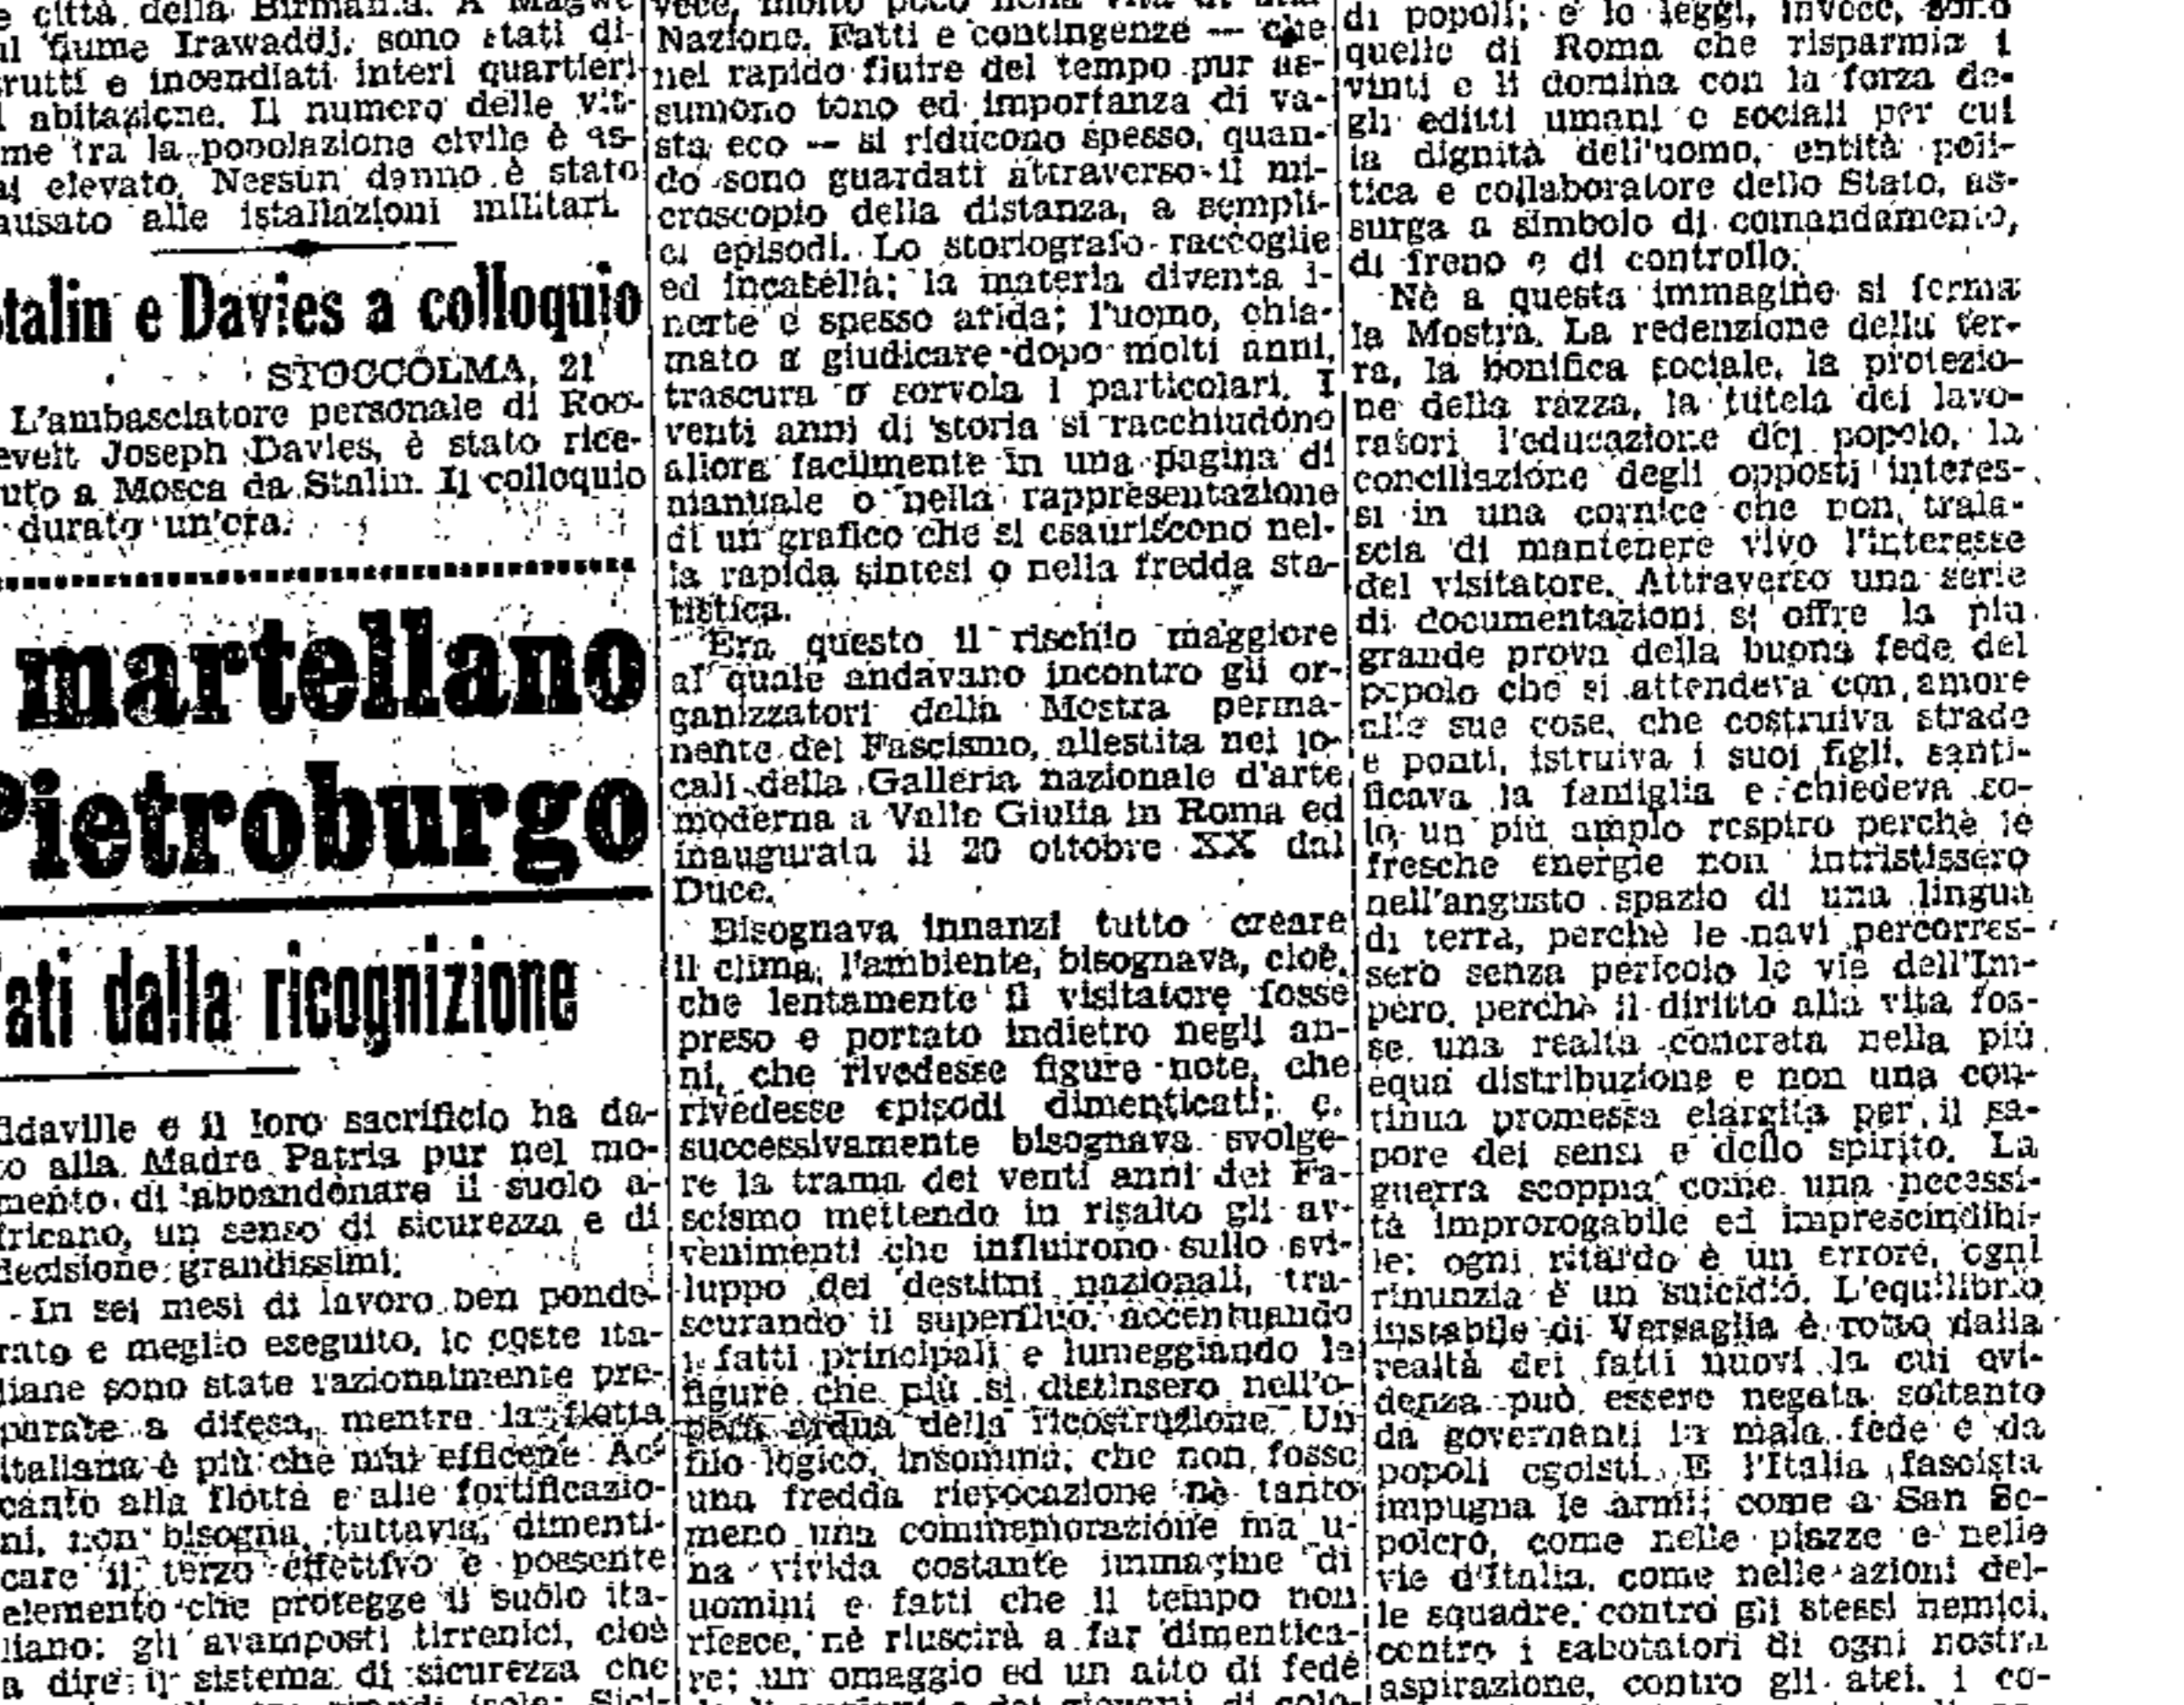 città della Birmania. A Magwe
fiume Irawaddj. sono stati di-
rutti e incendiati interi quartieri
abitazione. Il numero delle vit-
me tra la popolazione civile è as-
elevato. Nessun danno è stato
ausato alle istallazioni militari.
Stalin e Davies a colloquio
STOCCOLMA, 21
L'ambasciatore personale di Roo-
evelt Joseph Davies, è stato rice-
uto a Mosca da Stalin. Il colloquio
durato un'ora.
martellano
Pietroburgo
ati dalla ricognizione
ddaville e il loro sacrificio ha da-
to alla Madre Patria pur nel mo-
mento di abbandonare il suolo a-
fricano, un senso di sicurezza e di
decisione grandissimi.
In sei mesi di lavoro ben ponde-
rato e meglio eseguito, le coste ita-
liane sono state razionalmente pre-
parate a difesa, mentre la flotta
italiana è più che mai efficene Ac-
canto alla flotta e alle fortificazio-
ni, non bisogna, tuttavia, dimenti-
care il terzo effettivo e possente
elemento che protegge il suolo ita-
liano: gli avamposti tirrenici, cioè
a dire il sistema di sicurezza che
Nazione. Fatti e contingenze — che
nel rapido fluire del tempo pur as-
sumono tono ed importanza di va-
sta eco — si riducono spesso, quan-
do sono guardati attraverso il mi-
croscopio della distanza, a sempli-
ci episodi. Lo storiografo raccoglie
ed incasella; la materia diventa i-
nerte e spesso arida; l'uomo, chia-
mato a giudicare dopo molti anni,
trascura o sorvola i particolari. I
venti anni di storia si racchiudono
allora facilmente in una pagina di
manuale o nella rappresentazione
di un grafico che si esauriscono nel-
la rapida sintesi o nella fredda sta-
tistica.
Era questo il rischio maggiore
al quale andavano incontro gli or-
ganizzatori della Mostra perma-
nente del Fascismo, allestita nei lo-
cali della Galleria nazionale d'arte
moderna a Valle Giulia in Roma ed
inaugurata il 20 ottobre XX dal
Duce.
Bisognava innanzi tutto creare
il clima, l'ambiente, bisognava, cioè,
che lentamente il visitatore fosse
preso e portato indietro negli an-
ni, che rivedesse figure note, che
rivedesse episodi dimenticati; e.
successivamente bisognava svolge-
re la trama dei venti anni del Fa-
scismo mettendo in risalto gli av-
venimenti che influirono sullo svi-
luppo dei destini nazionali, tra-
scurando il superfluo, accentuando
i fatti principali e lumeggiando le
figure che più si distinsero nell'o-
pera ardua della ricostruzione. Un
filo logico, insomma, che non fosse
una fredda rievocazione nè tanto
meno una commemorazione ma u-
na vivida costante immagine di
uomini e fatti che il tempo non
riesce, nè riuscirà a far dimentica-
re; un omaggio ed un atto di fede
di popoli; e le leggi, invece, sono
quelle di Roma che risparmia i
vinti e li domina con la forza de-
gli editti umani e sociali per cui
la dignità dell'uomo, entità poli-
tica e collaboratore dello Stato, as-
surga a simbolo di comandamento,
di freno e di controllo.
Nè a questa immagine si ferma
la Mostra. La redenzione della ter-
ra, la bonifica sociale, la protezio-
ne della razza, la tutela dei lavo-
ratori l'educazione del popolo, la
conciliazione degli opposti interes-
si in una cornice che non trala-
scia di mantenere vivo l'interesse
del visitatore. Attraverso una serie
di documentazioni si offre la più
grande prova della buona fede del
popolo che si attendeva con amore
alle sue cose, che costruiva strade
e ponti, istruiva i suoi figli, santi-
ficava la famiglia e chiedeva so-
lo un più ampio respiro perchè le
fresche energie non intristissero
nell'angusto spazio di una lingua
di terra, perchè le navi percorres-
sero senza pericolo le vie dell'Im-
pero, perchè il diritto alla vita fos-
se una realtà concreta nella più
equa distribuzione e non una con-
tinua promessa elargita per il sa-
pore dei sensi e dello spirito. La
guerra scoppia come una necessi-
tà improrogabile ed imprescindibi-
le: ogni ritardo è un errore, ogni
rinunzia è un suicidio. L'equilibrio
instabile di Versaglia è rotto dalla
realtà dei fatti nuovi la cui evi-
denza può essere negata soltanto
da governanti in mala fede e da
popoli egoisti. E l'Italia fascista
impugna le armi; come a San Se-
polcro, come nelle piazze e nelle
vie d'Italia, come nelle azioni del-
le squadre, contro gli stessi nemici,
contro i sabotatori di ogni nostra
aspirazione, contro gli atei, i co-